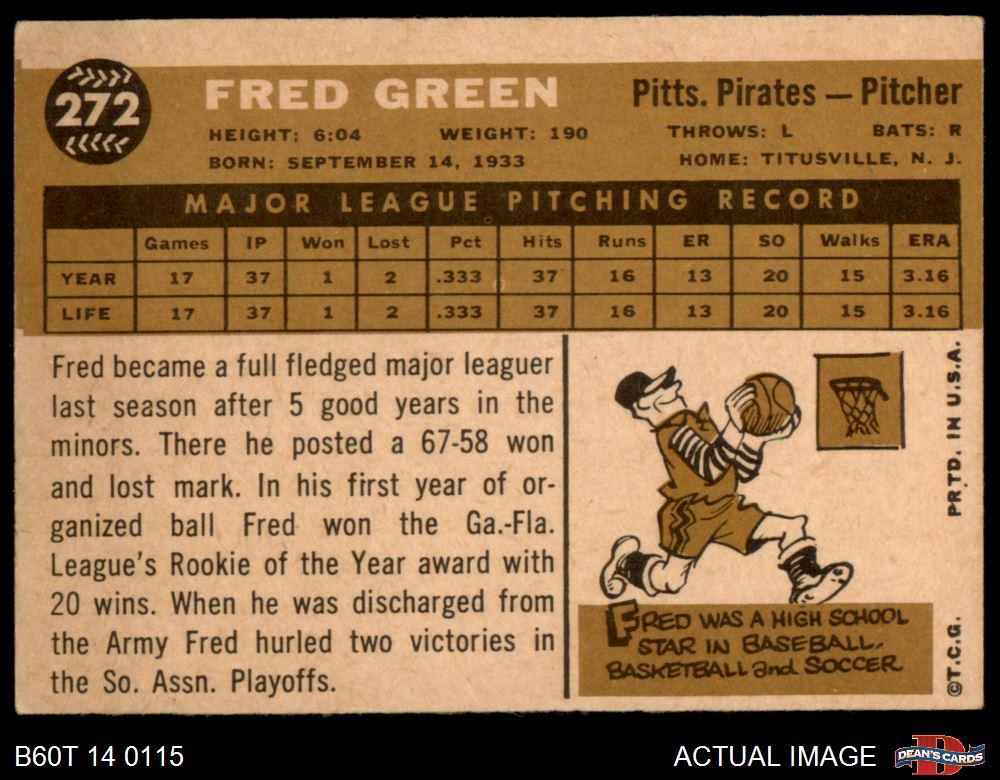 272
FRED GREEN
Pitts. Pirates — Pitcher
HEIGHT: 6:04 WEIGHT: 190 THROWS: L BATS: R
BORN: SEPTEMBER 14, 1933 HOME: TITUSVILLE, N. J.
MAJOR LEAGUE PITCHING RECORD
Games IP Won Lost Pct Hits Runs ER SO Walks ERA
YEAR 17 37 1 2 .333 37 16 13 20 15 3.16
LIFE 17 37 1 2 .333 37 16 13 20 15 3.16
Fred became a full fledged major leaguer
last season after 5 good years in the
minors. There he posted a 67-58 won
and lost mark. In his first year of or-
ganized ball Fred won the Ga.-Fla.
League's Rookie of the Year award with
20 wins. When he was discharged from
the Army Fred hurled two victories in
the So. Assn. Playoffs.
FRED WAS A HIGH SCHOOL
STAR IN BASEBALL,
BASKETBALL and SOCCER
©T.C.G. PRTD. IN U.S.A.
B60T 14 0115
ACTUAL IMAGE
D
DEAN'S CARDS